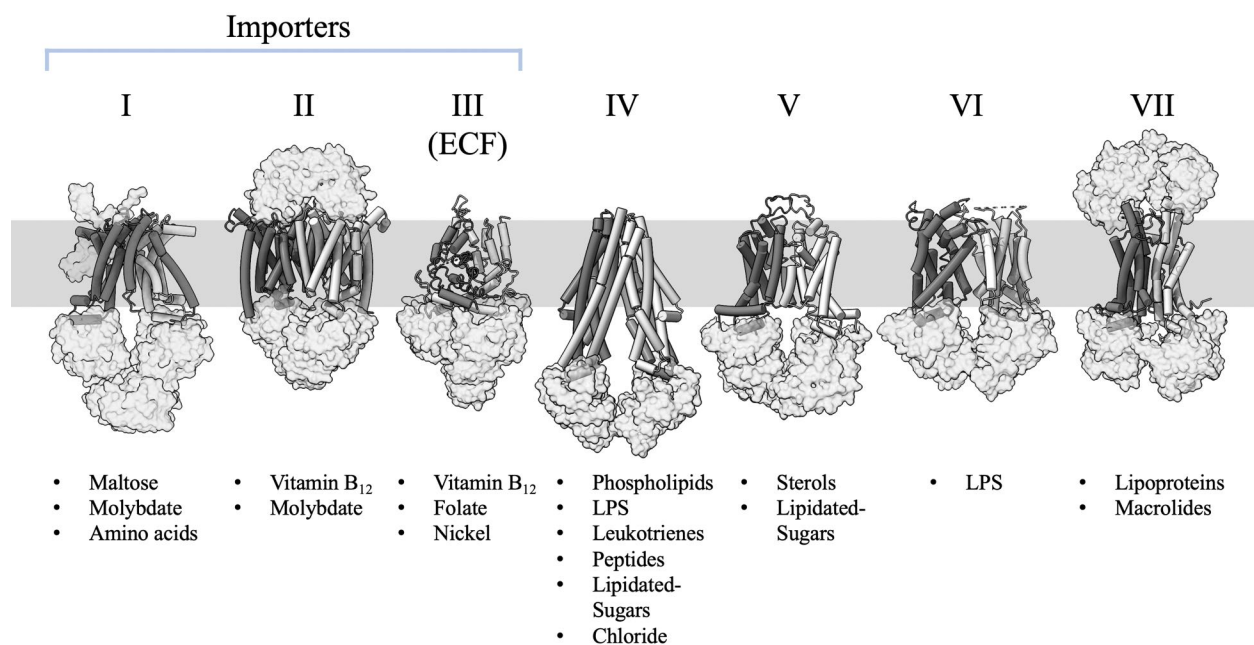 Importers
I
II
III
(ECF)
IV
V
VI
VII
• Maltose
• Molybdate
• Amino acids
• Vitamin B₁₂
• Molybdate
• Vitamin B₁₂
• Folate
• Nickel
• Phospholipids
• LPS
• Leukotrienes
• Peptides
• Lipidated-
Sugars
• Chloride
• Sterols
• Lipidated-
Sugars
• LPS
• Lipoproteins
• Macrolides